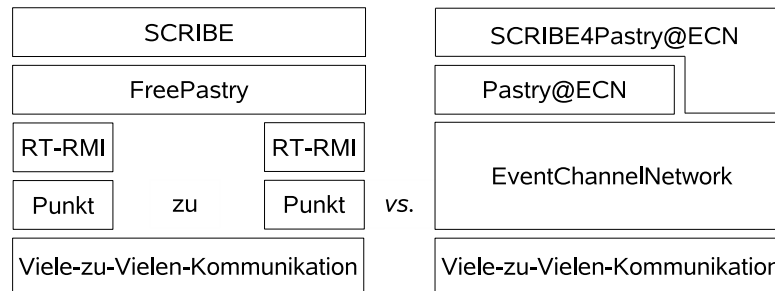 SCRIBE
FreePastry
RT-RMI RT-RMI
Punkt zu Punkt
Viele-zu-Vielen-Kommunikation
vs.
SCRIBE4Pastry@ECN
Pastry@ECN
EventChannelNetwork
Viele-zu-Vielen-Kommunikation